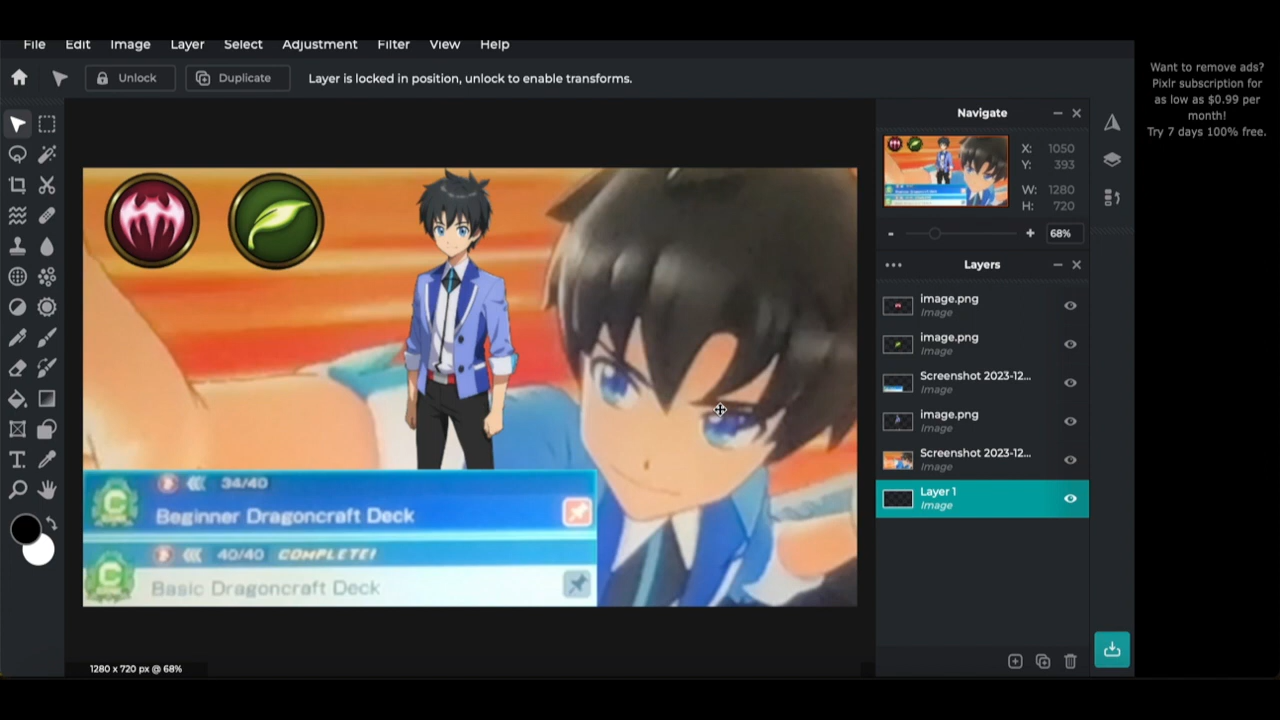 File Edit Image Layer Select Adjustment Filter View Help
Unlock Duplicate Layer is locked in position, unlock to enable transforms.
Want to remove ads?
Pixlr subscription for
as low as $0.99 per
month!
Try 7 days 100% free.
Navigate
X: 1050
Y: 393
W: 1280
H: 720
- + 68%
Layers
image.png
Image
image.png
Image
Screenshot 2023-12...
Image
image.png
Image
Screenshot 2023-12...
Image
Layer 1
Image
34/40
Beginner Dragoncraft Deck
40/40 COMPLETE!
Basic Dragoncraft Deck
C
C
T
1280 x 720 px @ 68%